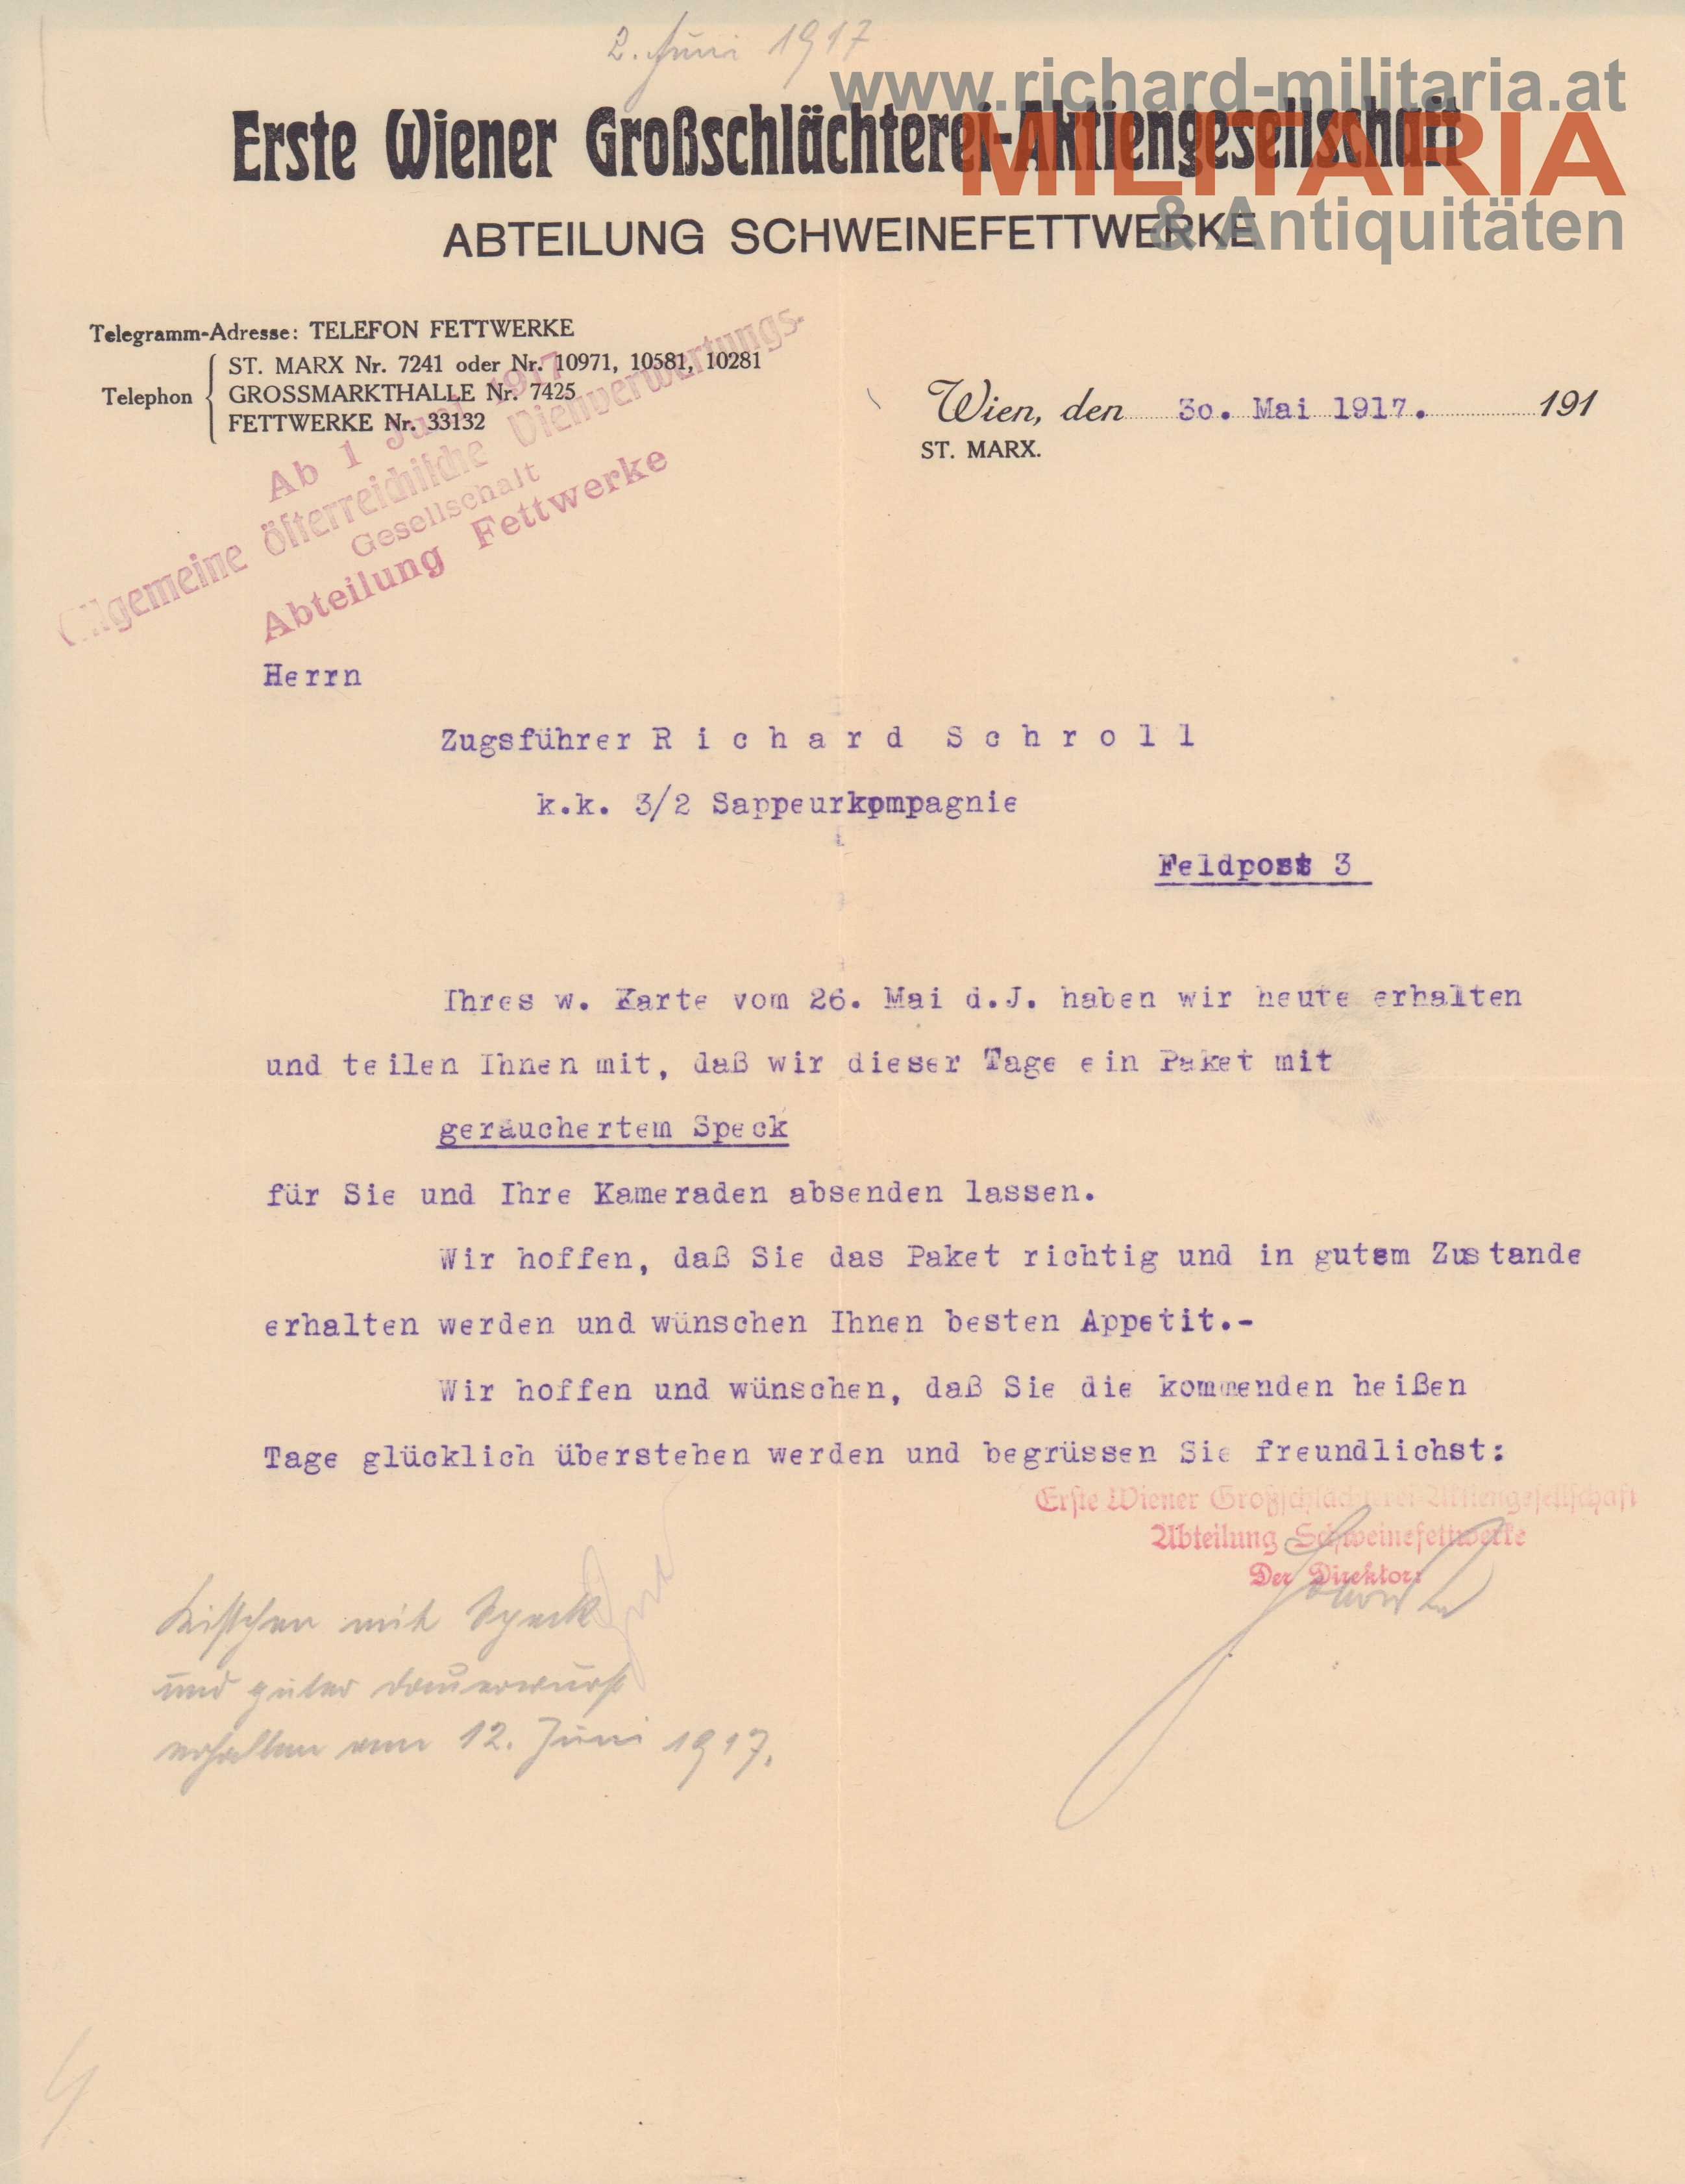 2. Juni 1917
www.richard-militaria.at
MILITARIA
& Antiquitäten
Erste Wiener Großschlächterei-Aktiengesellschaft
ABTEILUNG SCHWEINEFETTWERKE
Telegramm-Adresse: TELEFON FETTWERKE
Telephon
ST. MARX Nr. 7241 oder Nr. 10971, 10581, 10281
GROSSMARKTHALLE Nr. 7425
FETTWERKE Nr. 33132
Wien, den 30. Mai 1917. 191
ST. MARX.
Ab 1 Juni 1917
Allgemeine österreichische Viehverwertungs-
Gesellschaft
Abteilung Fettwerke
Herrn
Zugsführer Richard Schroll
k.k. 3/2 Sappeurkompagnie
Feldpost 3
Ihres w. Karte vom 26. Mai d.J. haben wir heute erhalten
und teilen Ihnen mit, daß wir dieser Tage ein Paket mit
geräuchertem Speck
für Sie und Ihre Kameraden absenden lassen.
Wir hoffen, daß Sie das Paket richtig und in gutem Zustande
erhalten werden und wünschen Ihnen besten Appetit.-
Wir hoffen und wünschen, daß Sie die kommenden heißen
Tage glücklich überstehen werden und begrüssen Sie freundlichst:
Erste Wiener Großschlächterei-Aktiengesellschaft
Abteilung Schweinefettwerke
Der Direktor:
Kistchen mit Speck
und guter Dauerwurst
erhalten am 12. Juni 1917.